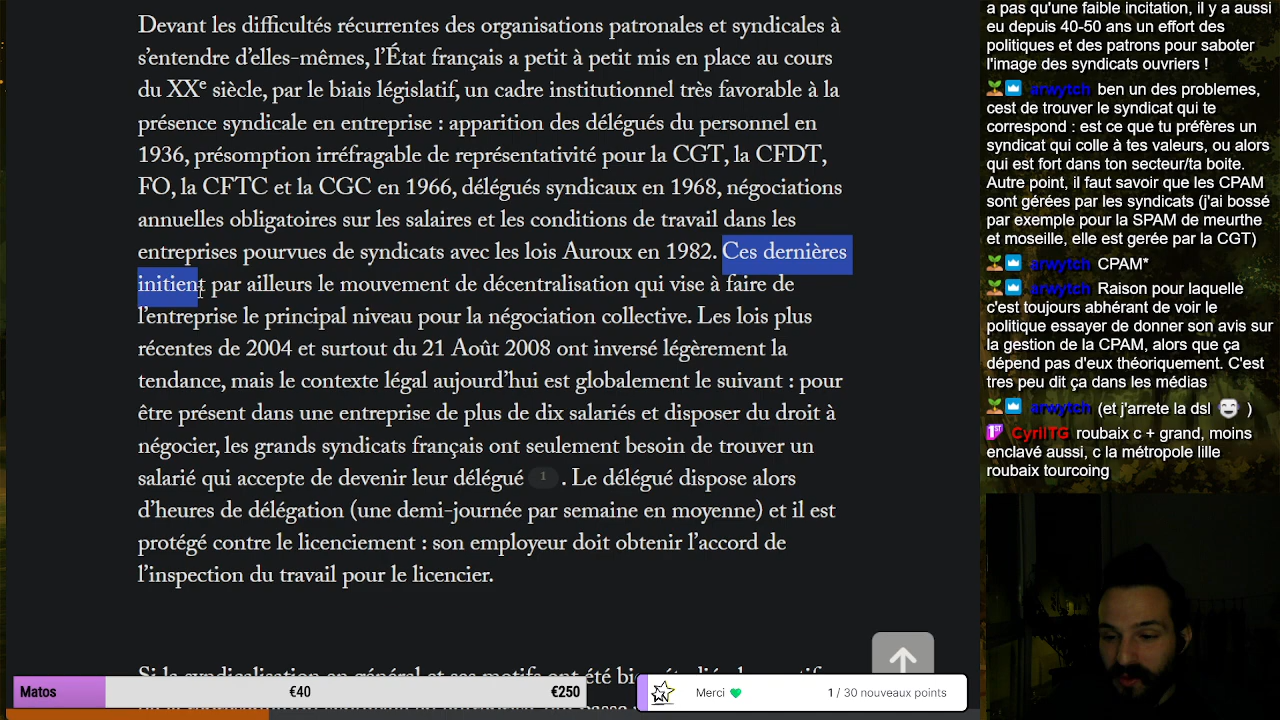 Devant les difficultés récurrentes des organisations patronales et syndicales à
s’entendre d’elles-mêmes, l’État français a petit à petit mis en place au cours
du XXe siècle, par le biais législatif, un cadre institutionnel très favorable à la
présence syndicale en entreprise : apparition des délégués du personnel en
1936, présomption irréfragable de représentativité pour la CGT, la CFDT,
FO, la CFTC et la CGC en 1966, délégués syndicaux en 1968, négociations
annuelles obligatoires sur les salaires et les conditions de travail dans les
entreprises pourvues de syndicats avec les lois Auroux en 1982. Ces dernières
initient par ailleurs le mouvement de décentralisation qui vise à faire de
l’entreprise le principal niveau pour la négociation collective. Les lois plus
récentes de 2004 et surtout du 21 Août 2008 ont inversé légèrement la
tendance, mais le contexte légal aujourd’hui est globalement le suivant : pour
être présent dans une entreprise de plus de dix salariés et disposer du droit à
négocier, les grands syndicats français ont seulement besoin de trouver un
salarié qui accepte de devenir leur délégué 1 . Le délégué dispose alors
d’heures de délégation (une demi-journée par semaine en moyenne) et il est
protégé contre le licenciement : son employeur doit obtenir l’accord de
l’inspection du travail pour le licencier.
Si la syndicalisation en général et ses motifs ont été
Matos €40 €250
Merci 1 / 30 nouveaux points
a pas qu'une faible incitation, il y a aussi
eu depuis 40-50 ans un effort des
politiques et des patrons pour saboter
l'image des syndicats ouvriers !
arwytch ben un des problemes,
cest de trouver le syndicat qui te
correspond : est ce que tu préfères un
syndicat qui colle à tes valeurs, ou alors
qui est fort dans ton secteur/ta boite.
Autre point, il faut savoir que les CPAM
sont gérées par les syndicats (j'ai bossé
par exemple pour la SPAM de meurthe
et moselle, elle est gerée par la CGT)
arwytch CPAM*
arwytch Raison pour laquelle
c'est toujours abhérant de voir le
politique essayer de donner son avis sur
la gestion de la CPAM, alors que ça
dépend pas d'eux théoriquement. C'est
tres peu dit ça dans les médias
arwytch (et j'arrete la dsl )
1ST CyrilTG roubaix c + grand, moins
enclavé aussi, c la métropole lille
roubaix tourcoing